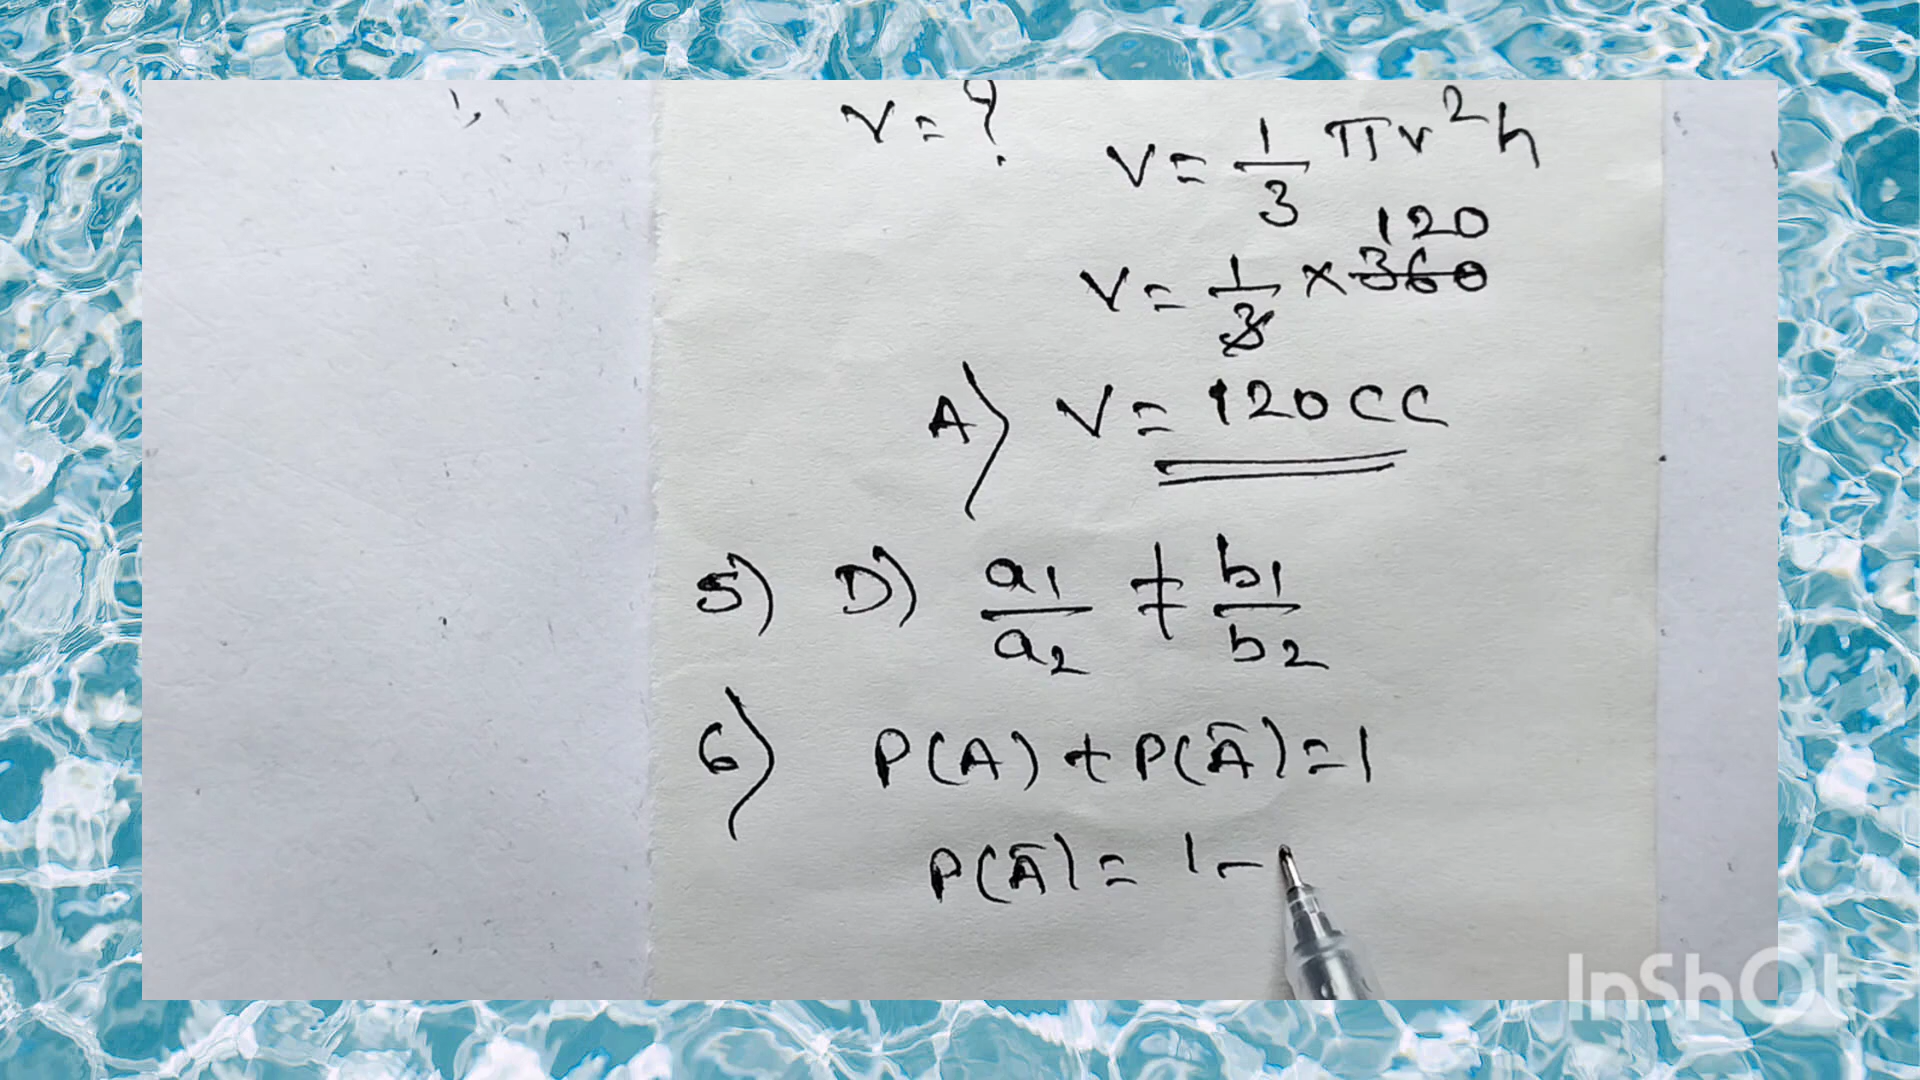 V = ?
V = 1/3 πr²h
120
V = 1/3 × 360
A) V = 120 CC
5) D) a1/a2 ≠ b1/b2
6) P(A) + P(Ā) = 1
P(Ā) = 1 -
InShOt